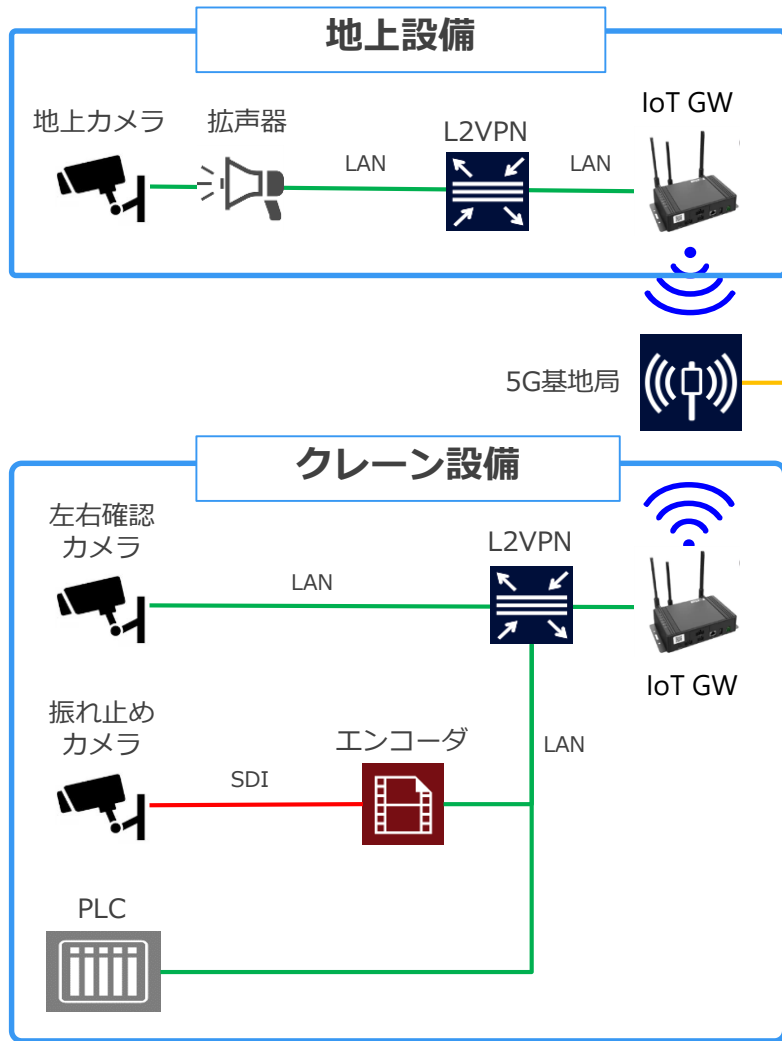 地上設備
地上カメラ
拡声器
LAN
L2VPN
LAN
IoT GW
5G基地局
クレーン設備
左右確認
カメラ
LAN
L2VPN
IoT GW
振れ止め
カメラ
SDI
エンコーダ
LAN
PLC